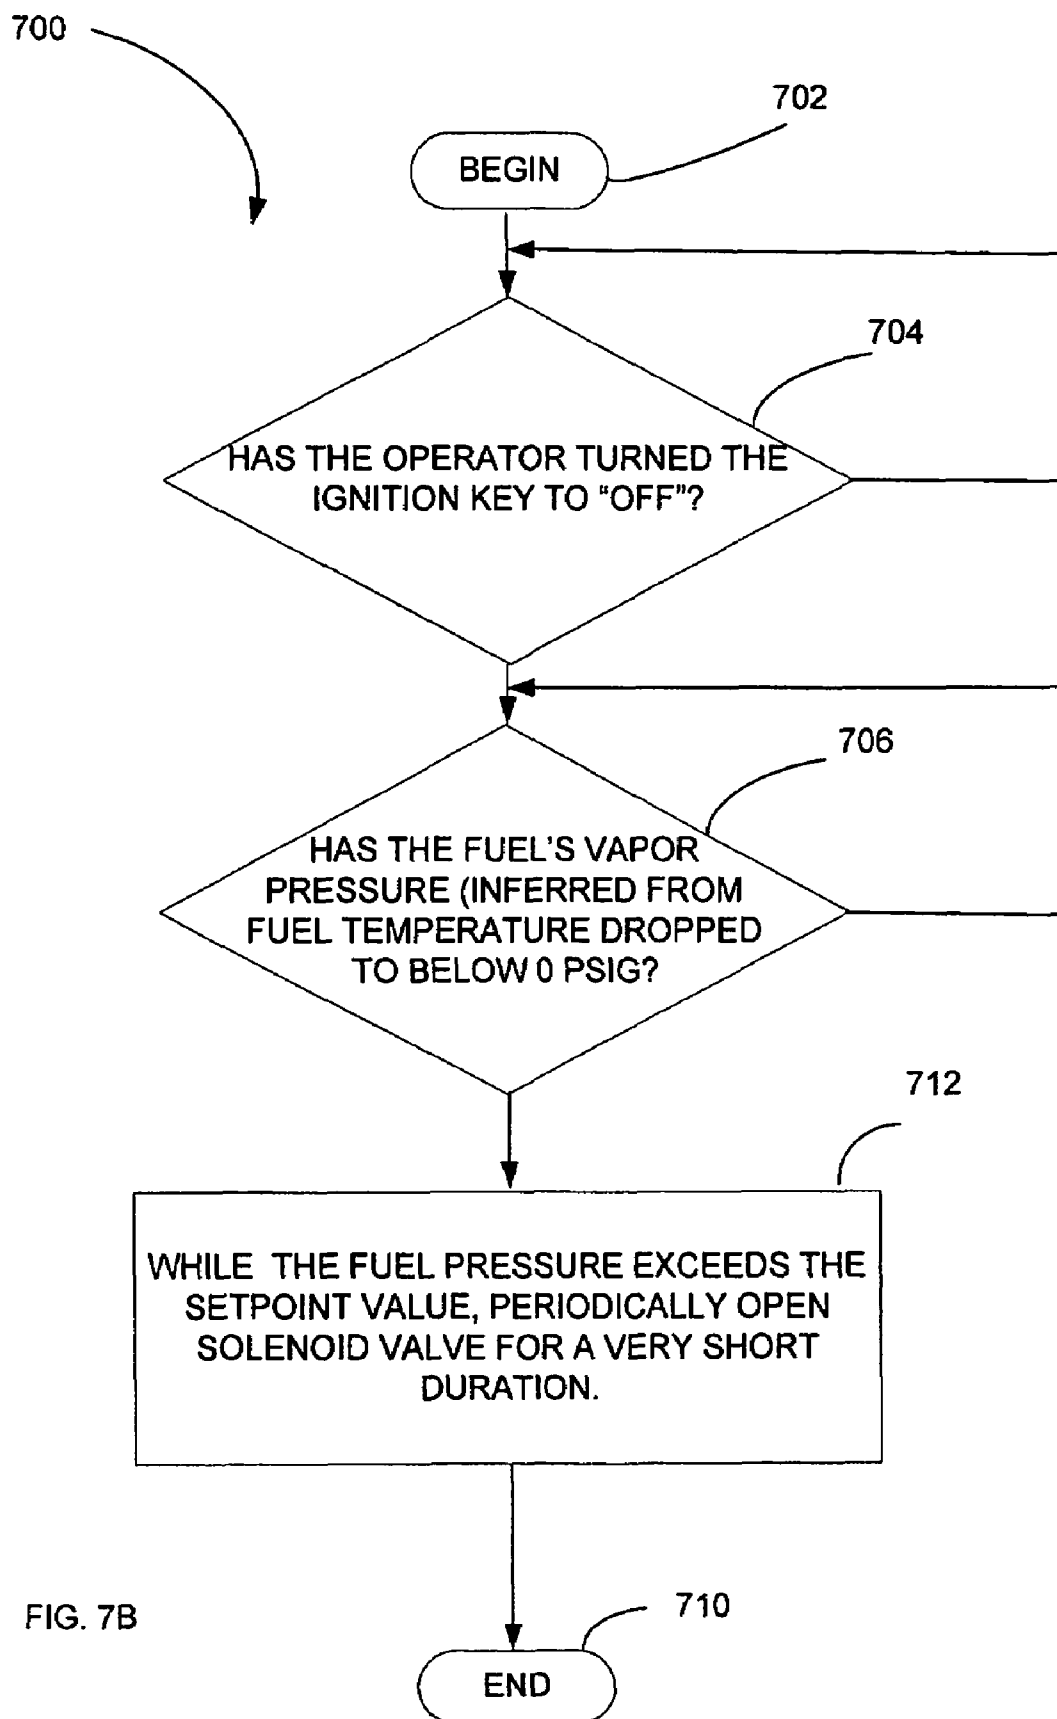 700
702
BEGIN
704
HAS THE OPERATOR TURNED THE
IGNITION KEY TO "OFF"?
706
HAS THE FUEL'S VAPOR
PRESSURE (INFERRED FROM
FUEL TEMPERATURE DROPPED
TO BELOW 0 PSIG?
712
WHILE THE FUEL PRESSURE EXCEEDS THE
SETPOINT VALUE, PERIODICALLY OPEN
SOLENOID VALVE FOR A VERY SHORT
DURATION.
FIG. 7B
710
END